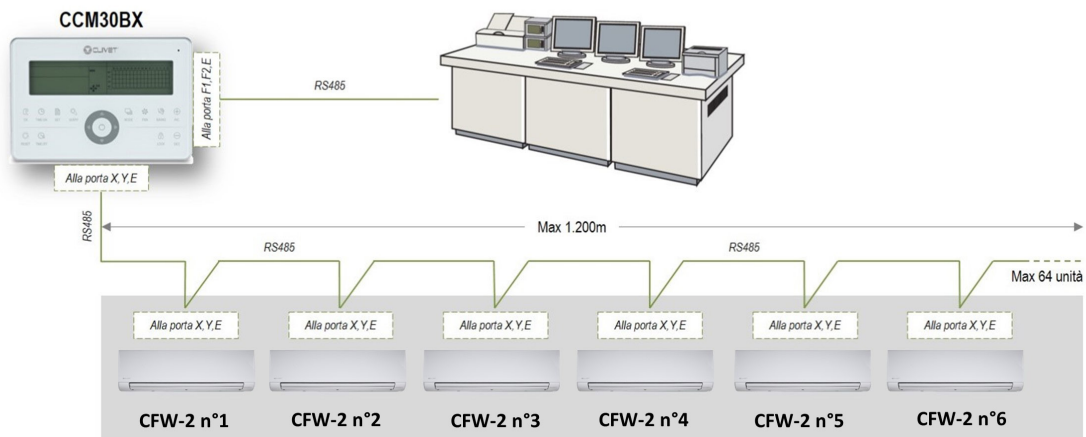 CCM30BX
CLIVET
Alla porta F1,F2,E
RS485
Alla porta X,Y,E
RS485
Max 1.200m
RS485
RS485
Max 64 unità
Alla porta X,Y,E
Alla porta X,Y,E
Alla porta X,Y,E
Alla porta X,Y,E
Alla porta X,Y,E
Alla porta X,Y,E
CFW-2 n°1
CFW-2 n°2
CFW-2 n°3
CFW-2 n°4
CFW-2 n°5
CFW-2 n°6